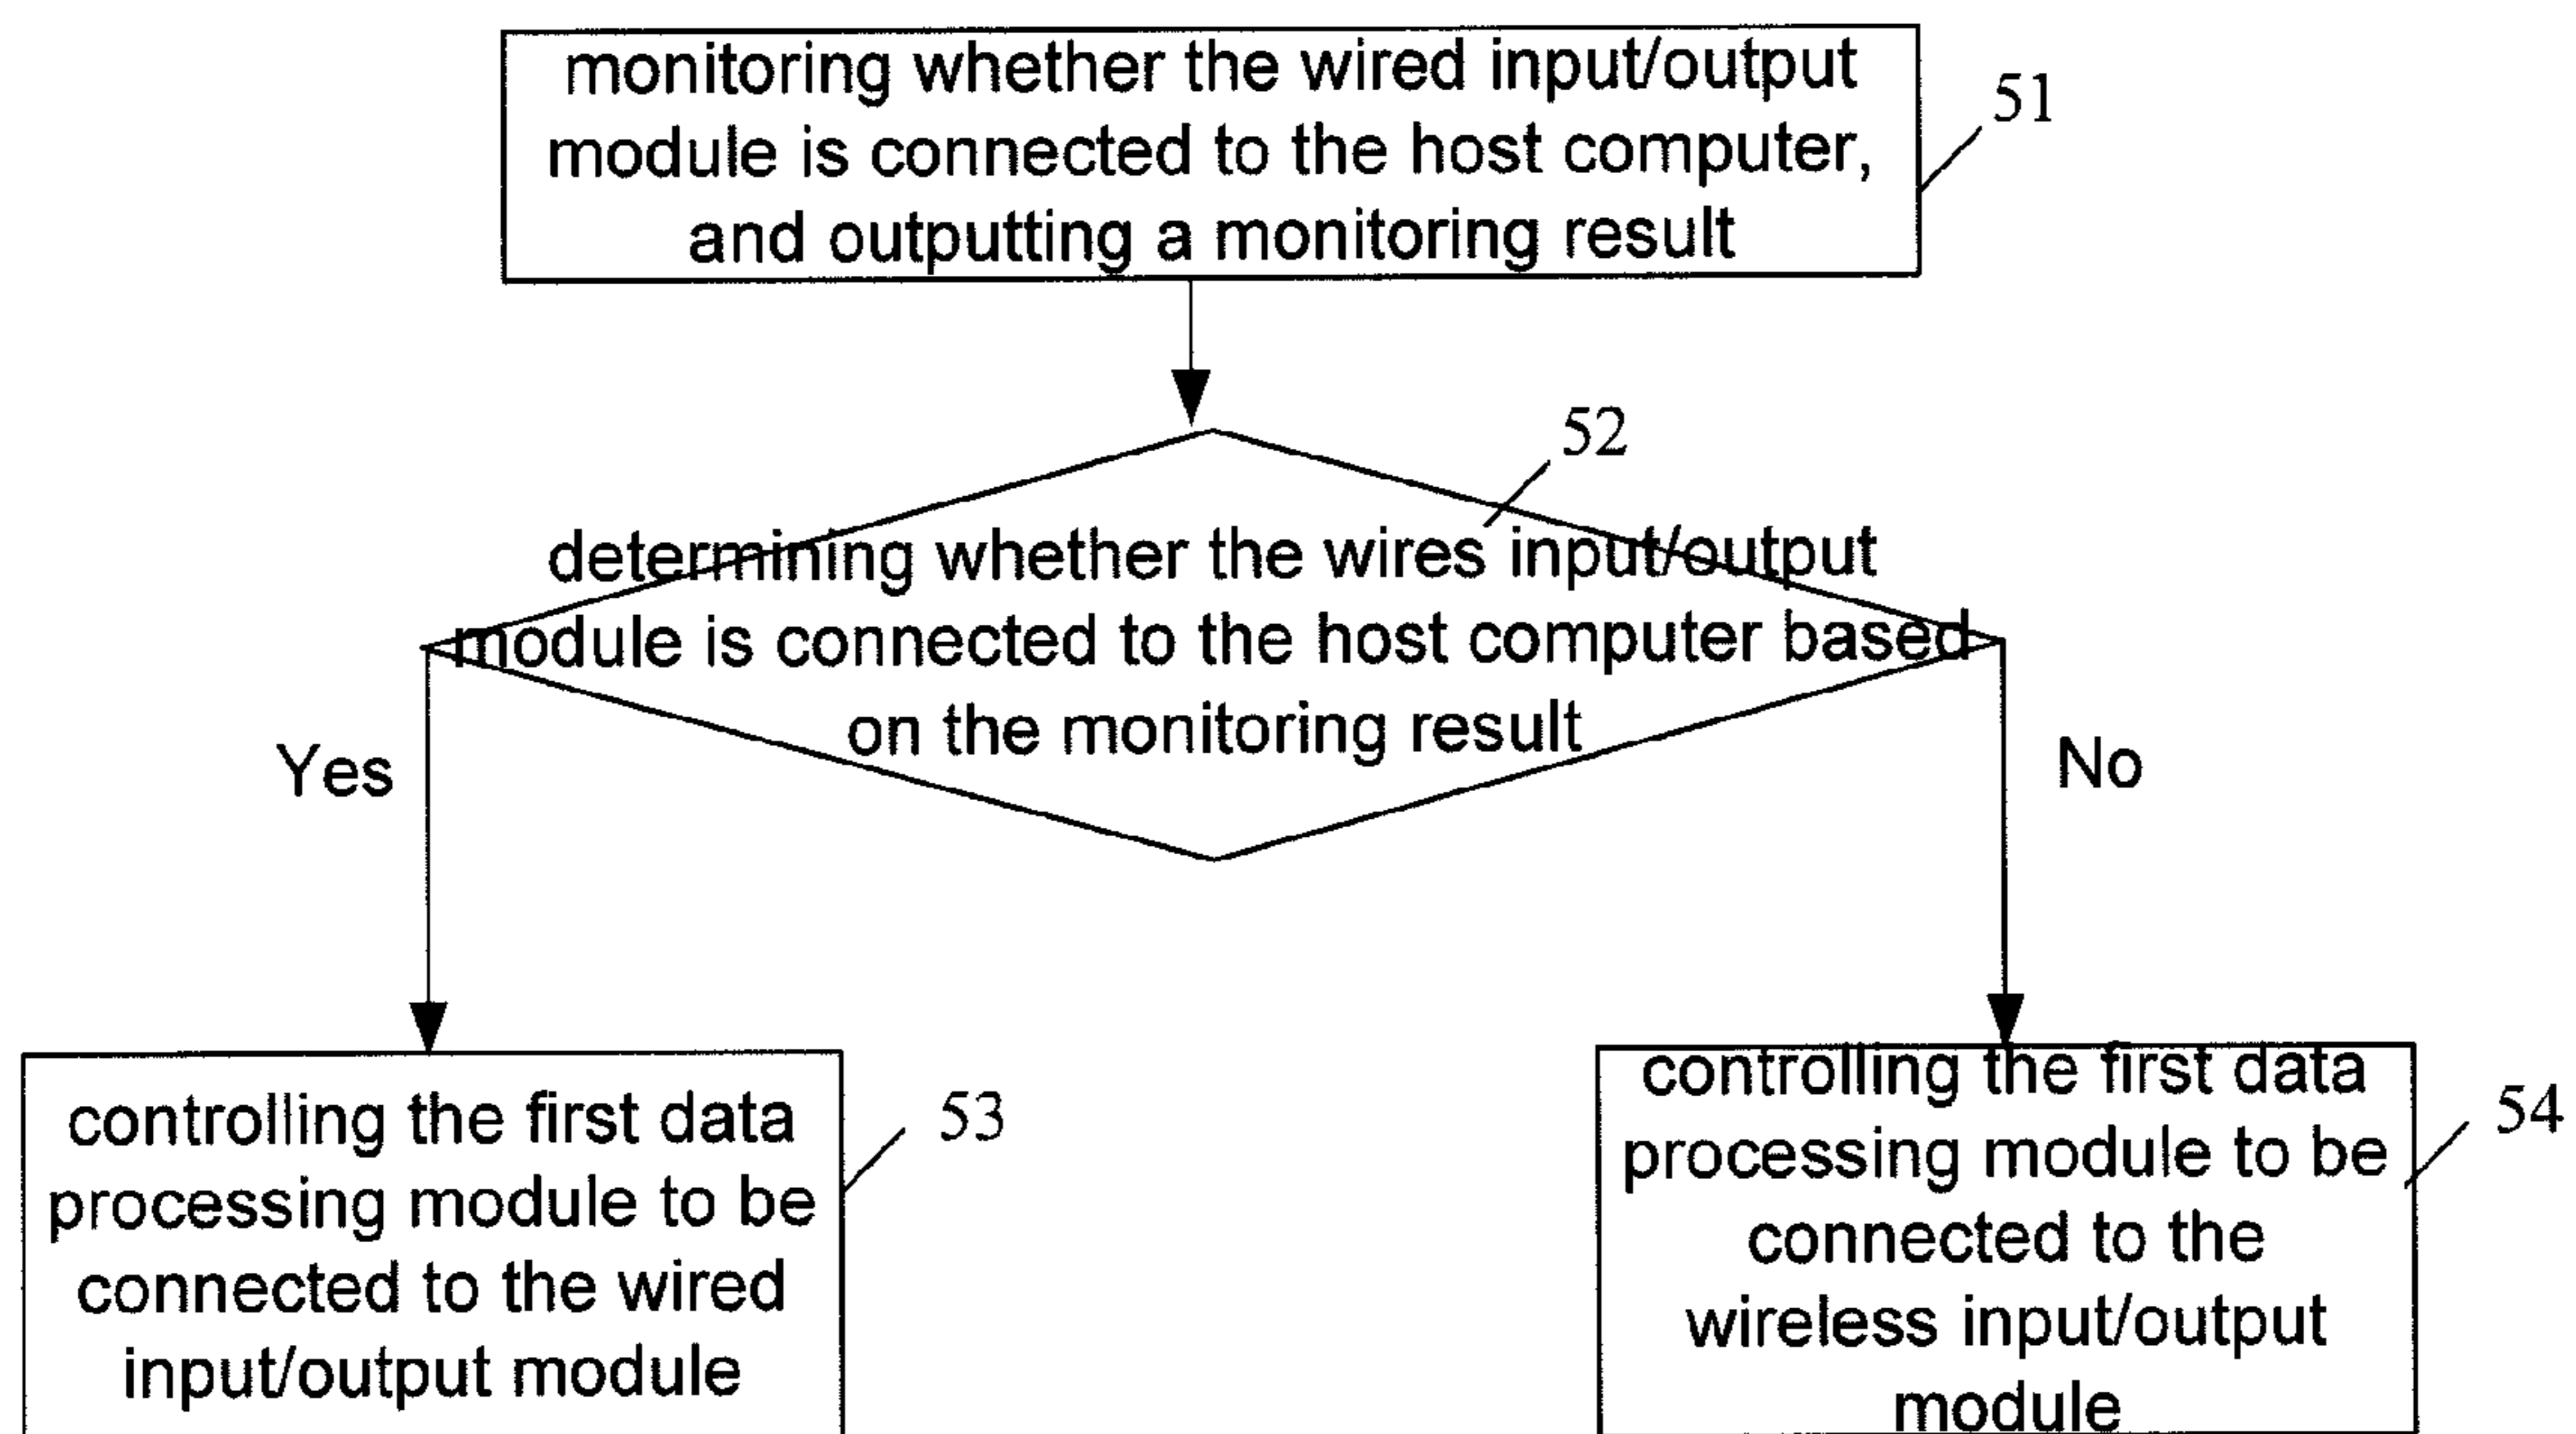 monitoring whether the wired input/output
module is connected to the host computer,
and outputting a monitoring result
51
52
determining whether the wires input/output
module is connected to the host computer based
on the monitoring result
Yes
No
controlling the first data
processing module to be
connected to the wired
input/output module
53
controlling the first data
processing module to be
connected to the
wireless input/output
module
54